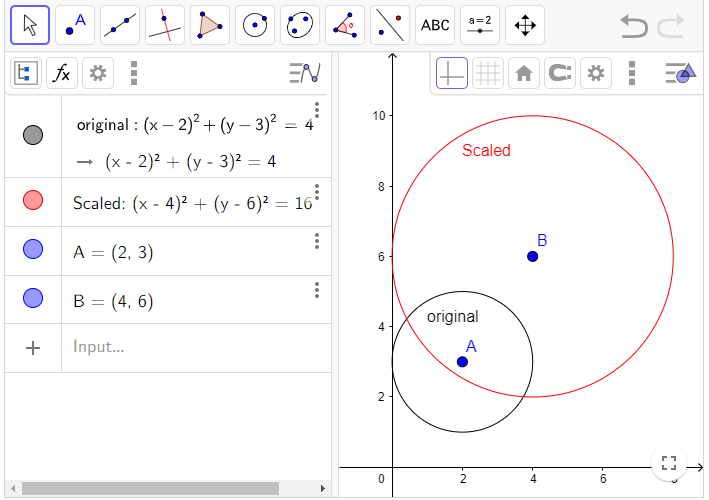 A
ABC
a=2
fx
original : (x – 2)² + (y – 3)² = 4
→ (x - 2)² + (y - 3)² = 4
Scaled: (x - 4)² + (y - 6)² = 16
A = (2, 3)
B = (4, 6)
Input...
10
Scaled
8
B
6
original
4
A
2
0
2
4
6